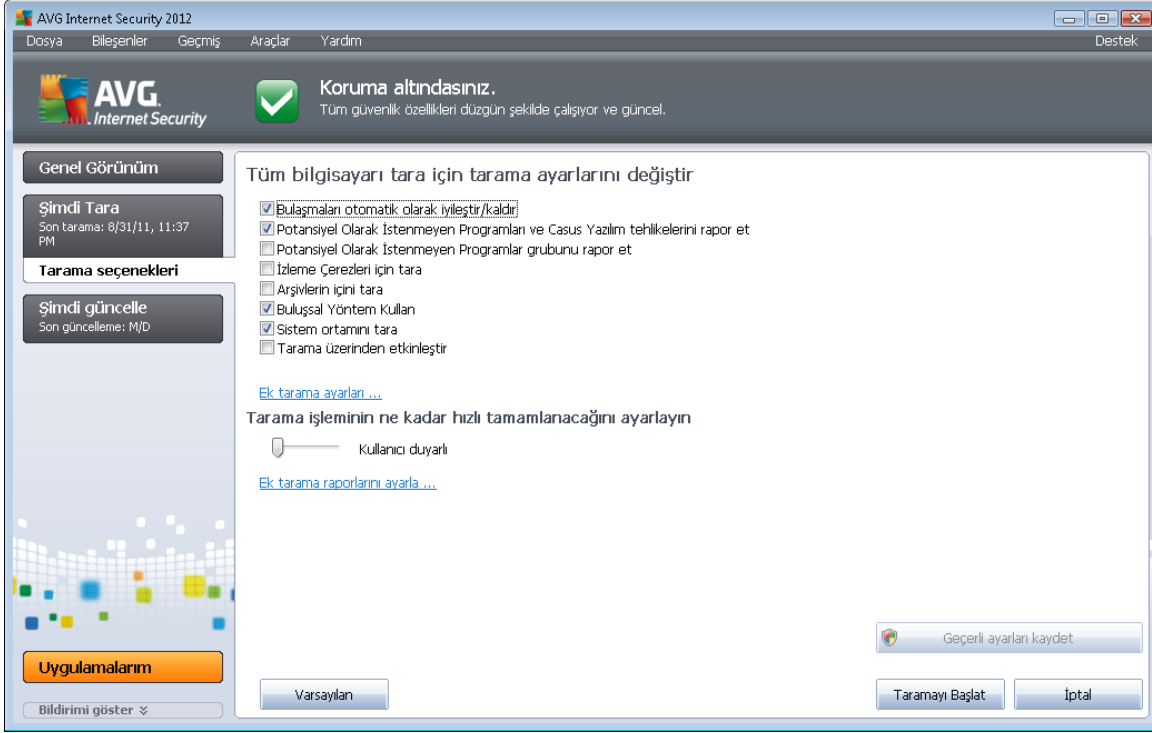 AVG Internet Security 2012
Dosya Bileşenler Geçmiş Araçlar Yardım Destek
AVG.
Internet Security
Koruma altındasınız.
Tüm güvenlik özellikleri düzgün şekilde çalışıyor ve güncel.
Genel Görünüm
Şimdi Tara
Son tarama: 8/31/11, 11:37
PM
Tarama seçenekleri
Şimdi güncelle
Son güncelleme: M/D
Uygulamalarım
Bildirimi göster
Tüm bilgisayarı tara için tarama ayarlarını değiştir
Bulaşmaları otomatik olarak iyileştir/kaldır
Potansiyel Olarak İstenmeyen Programları ve Casus Yazılım tehlikelerini rapor et
Potansiyel Olarak İstenmeyen Programlar grubunu rapor et
İzleme Çerezleri için tara
Arşivlerin içini tara
Buluşsal Yöntem Kullan
Sistem ortamını tara
Tarama üzerinden etkinleştir
Ek tarama ayarları ...
Tarama işleminin ne kadar hızlı tamamlanacağını ayarlayın
Kullanıcı duyarlı
Ek tarama raporlarını ayarla ...
Geçerli ayarları kaydet
Varsayılan
Taramayı Başlat
İptal